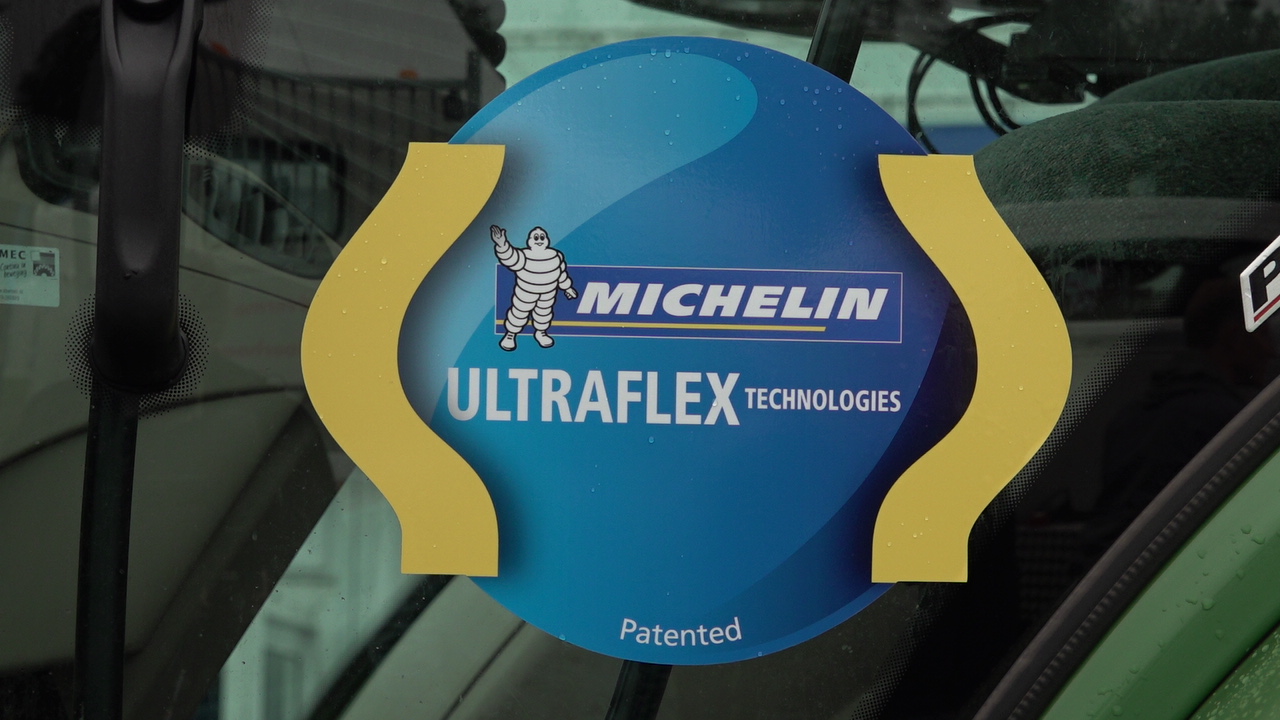 MICHELIN
ULTRAFLEX TECHNOLOGIES
Patented
MEC